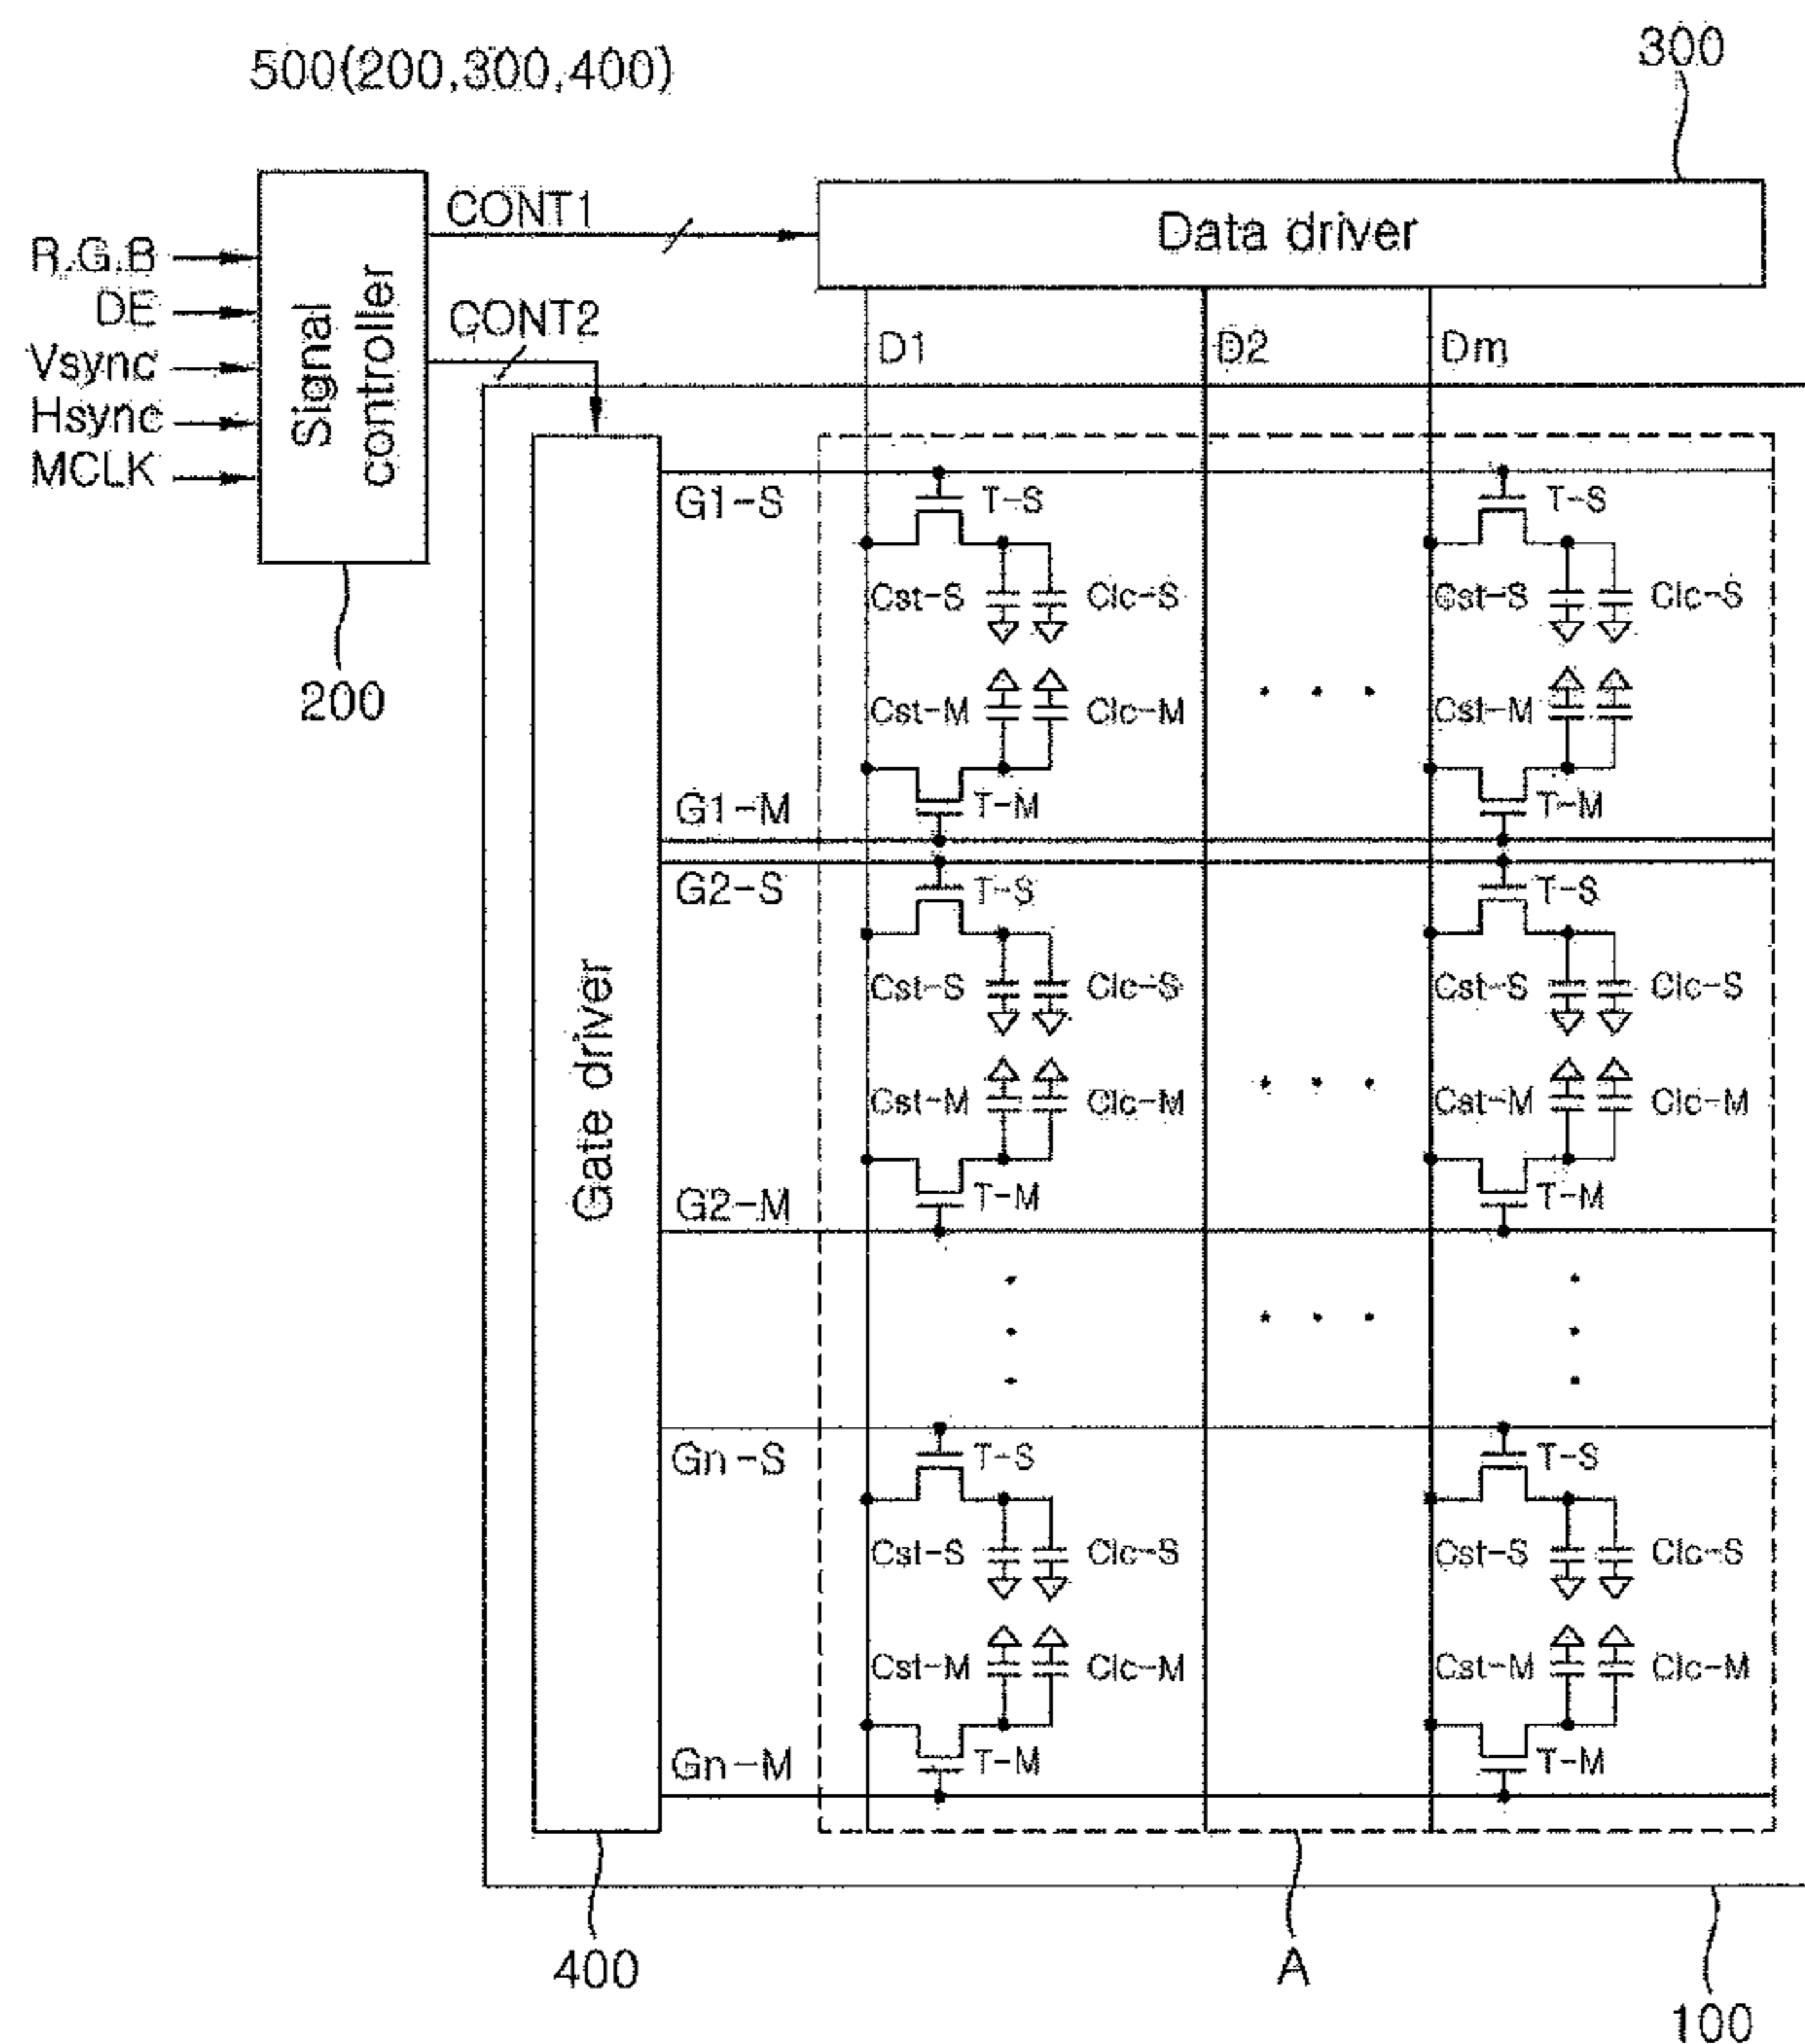 300
500(200,300,400)
CONT1
Data driver
R.G.B
DE
Vsync
Hsync
MCLK
Signal controller
CONT2
D1 D2 Dm
200
G1-S T-S T-S
Cst-S Clc-S Cst-S Clc-S
Cst-M Clc-M Cst-M
G1-M T-M T-M
G2-S T-S T-S
Cst-S Clc-S Cst-S Clc-S
Gate driver
Cst-M Clc-M Cst-M Clc-M
G2-M T-M T-M
Gn-S T-S T-S
Cst-S Clc-S Cst-S Clc-S
Cst-M Clc-M Cst-M Clc-M
Gn-M T-M T-M
400 A
100